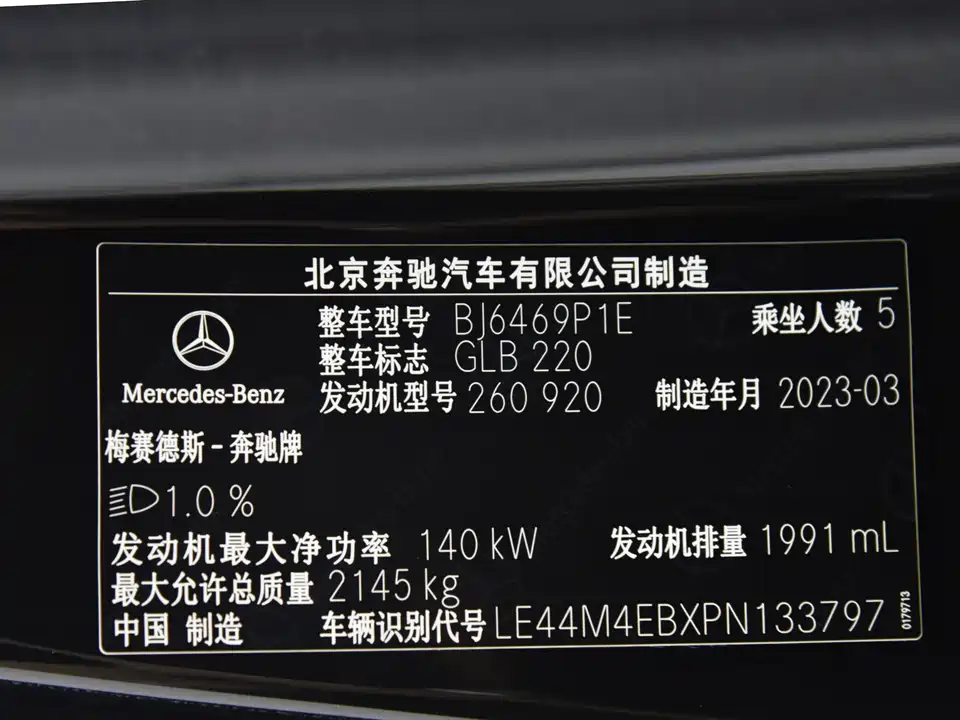 北京奔驰汽车有限公司制造
整车型号 BJ6469P1E 乘坐人数 5
整车标志 GLB 220
发动机型号 260 920 制造年月 2023-03
Mercedes-Benz
梅赛德斯-奔驰牌
1.0 %
发动机最大净功率 140 kW 发动机排量 1991 mL
最大允许总质量 2145 kg
中国 制造 车辆识别代号 LE44M4EBXPN133797
0179713